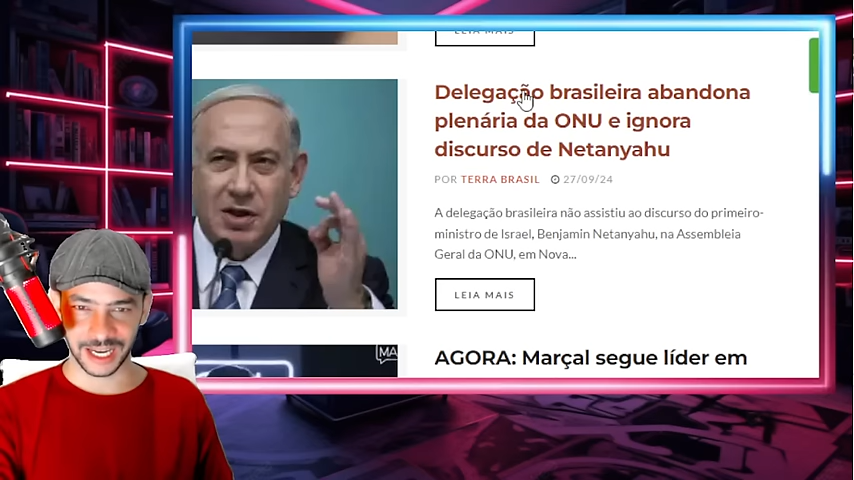 LEIA MAIS
Delegação brasileira abandona
plenária da ONU e ignora
discurso de Netanyahu
POR TERRA BRASIL 27/09/24
A delegação brasileira não assistiu ao discurso do primeiro-
ministro de Israel, Benjamin Netanyahu, na Assembleia
Geral da ONU, em Nova...
LEIA MAIS
MA
AGORA: Marçal segue líder em